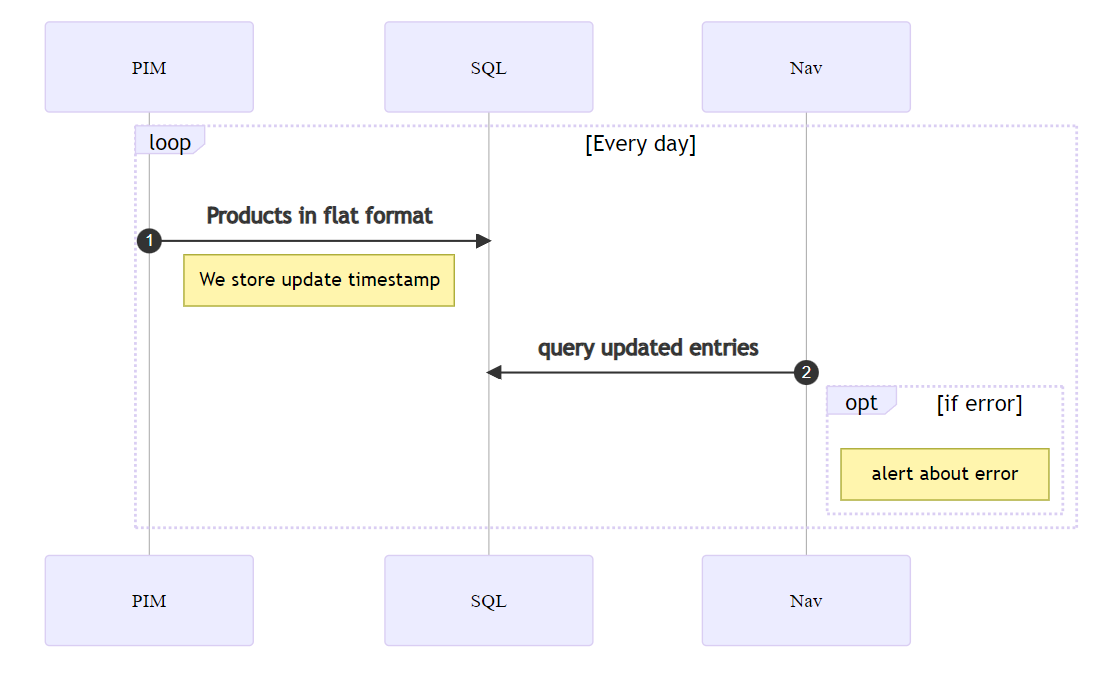 PIM
SQL
Nav
loop
[Every day]
Products in flat format
1
We store update timestamp
query updated entries
2
opt
[if error]
alert about error
PIM
SQL
Nav